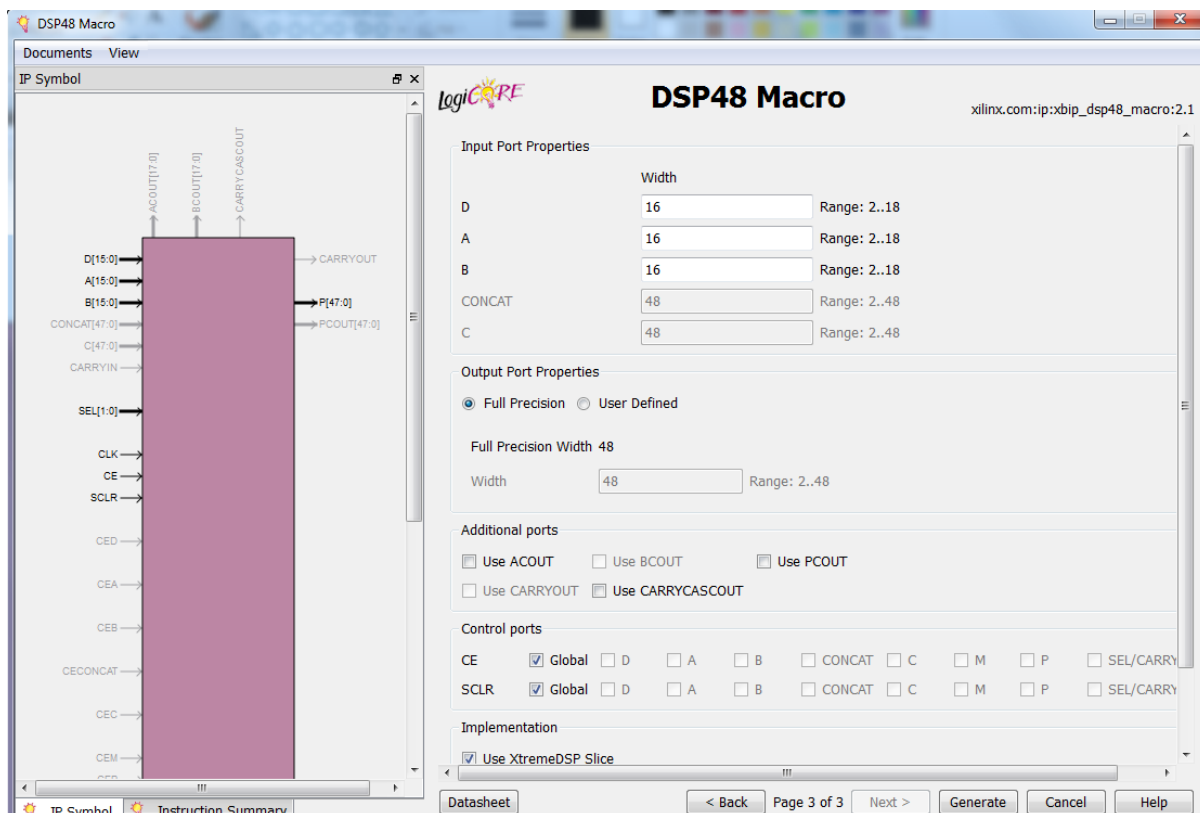 DSP48 Macro
Documents View
IP Symbol
ACOUT[17:0]
BCOUT[17:0]
CARRYCASCOUT
D[15:0]
A[15:0]
B[15:0]
CONCAT[47:0]
C[47:0]
CARRYIN
SEL[1:0]
CLK
CE
SCLR
CED
CEA
CEB
CECONCAT
CEC
CEM
CEP
CARRYOUT
P[47:0]
PCOUT[47:0]
IP Symbol Instruction Summary
LogiCORE
DSP48 Macro
xilinx.com:ip:xbip_dsp48_macro:2.1
Input Port Properties
Width
D 16 Range: 2..18
A 16 Range: 2..18
B 16 Range: 2..18
CONCAT 48 Range: 2..48
C 48 Range: 2..48
Output Port Properties
Full Precision User Defined
Full Precision Width 48
Width 48 Range: 2..48
Additional ports
Use ACOUT Use BCOUT Use PCOUT
Use CARRYOUT Use CARRYCASCOUT
Control ports
CE Global D A B CONCAT C M P SEL/CARRY
SCLR Global D A B CONCAT C M P SEL/CARRY
Implementation
Use XtremeDSP Slice
Datasheet < Back Page 3 of 3 Next > Generate Cancel Help